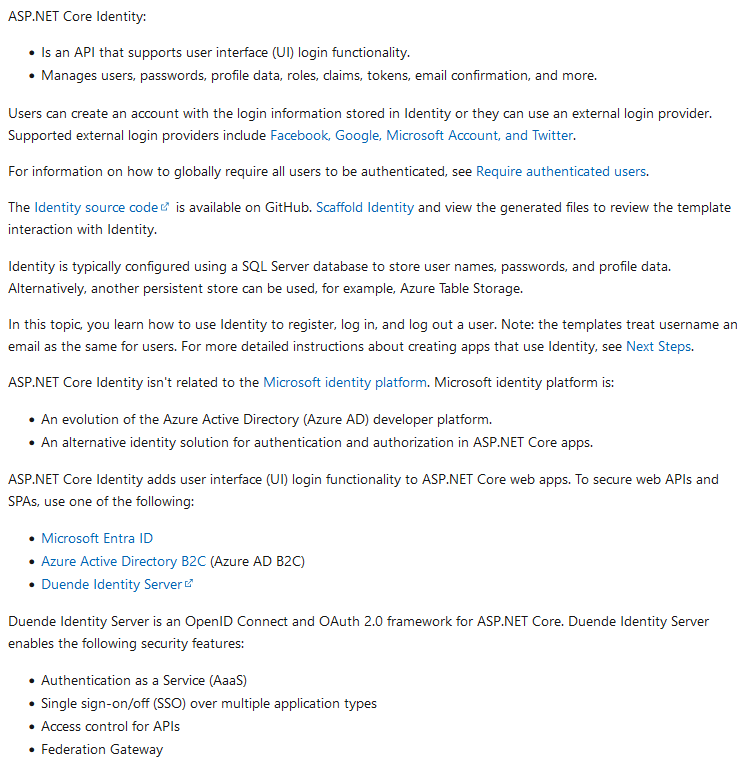 ASP.NET Core Identity:
• Is an API that supports user interface (UI) login functionality.
• Manages users, passwords, profile data, roles, claims, tokens, email confirmation, and more.
Users can create an account with the login information stored in Identity or they can use an external login provider.
Supported external login providers include Facebook, Google, Microsoft Account, and Twitter.
For information on how to globally require all users to be authenticated, see Require authenticated users.
The Identity source code is available on GitHub. Scaffold Identity and view the generated files to review the template
interaction with Identity.
Identity is typically configured using a SQL Server database to store user names, passwords, and profile data.
Alternatively, another persistent store can be used, for example, Azure Table Storage.
In this topic, you learn how to use Identity to register, log in, and log out a user. Note: the templates treat username an
email as the same for users. For more detailed instructions about creating apps that use Identity, see Next Steps.
ASP.NET Core Identity isn't related to the Microsoft identity platform. Microsoft identity platform is:
• An evolution of the Azure Active Directory (Azure AD) developer platform.
• An alternative identity solution for authentication and authorization in ASP.NET Core apps.
ASP.NET Core Identity adds user interface (UI) login functionality to ASP.NET Core web apps. To secure web APIs and
SPAs, use one of the following:
• Microsoft Entra ID
• Azure Active Directory B2C (Azure AD B2C)
• Duende Identity Server
Duende Identity Server is an OpenID Connect and OAuth 2.0 framework for ASP.NET Core. Duende Identity Server
enables the following security features:
• Authentication as a Service (AaaS)
• Single sign-on/off (SSO) over multiple application types
• Access control for APIs
• Federation Gateway